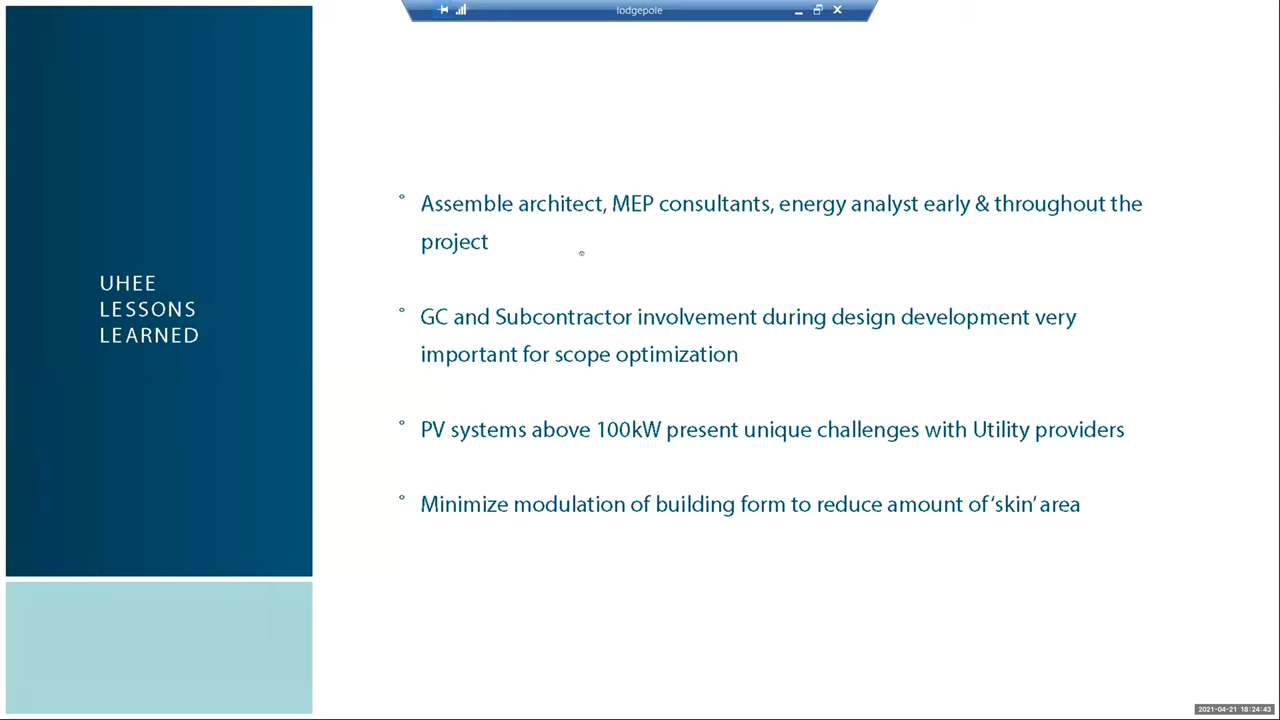 lodgepole
UHEE
LESSONS
LEARNED
° Assemble architect, MEP consultants, energy analyst early & throughout the
project
° GC and Subcontractor involvement during design development very
important for scope optimization
° PV systems above 100kW present unique challenges with Utility providers
° Minimize modulation of building form to reduce amount of ‘skin’ area
2021-04-21 18:24:43